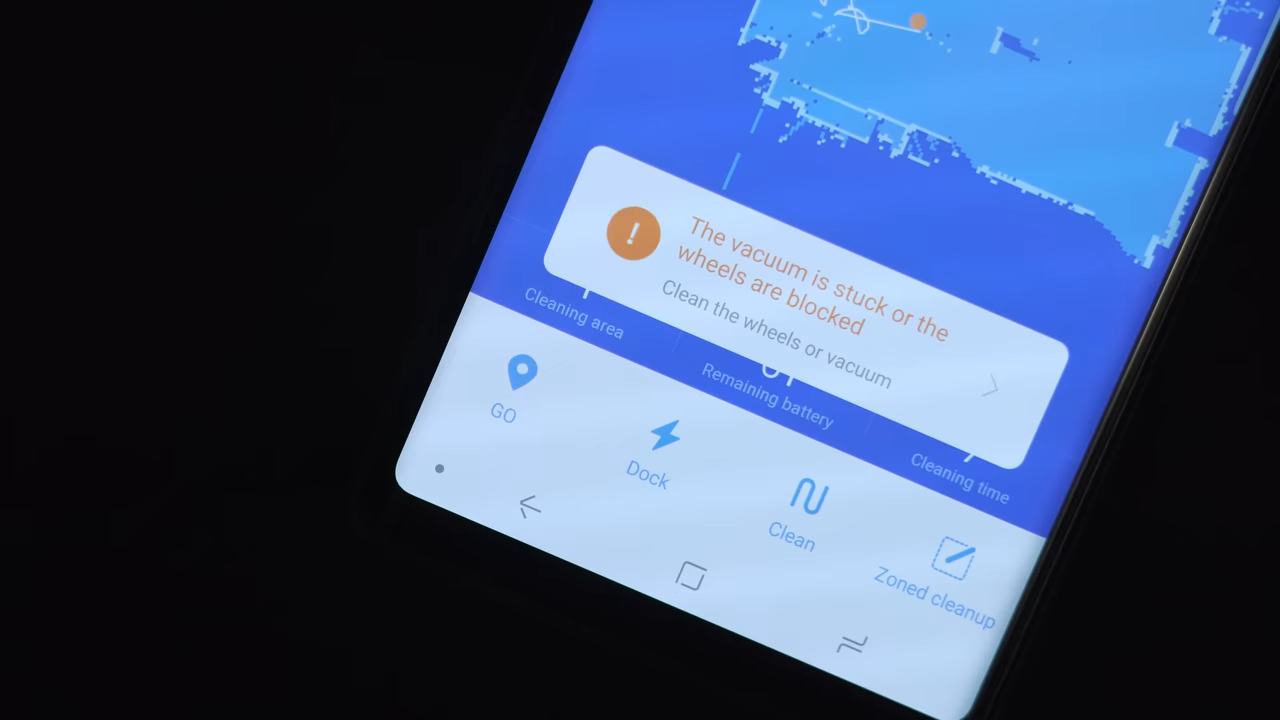 The vacuum is stuck or the
wheels are blocked
Clean the wheels or vacuum
Cleaning area
Remaining battery
Cleaning time
GO
Dock
Clean
Zoned cleanup